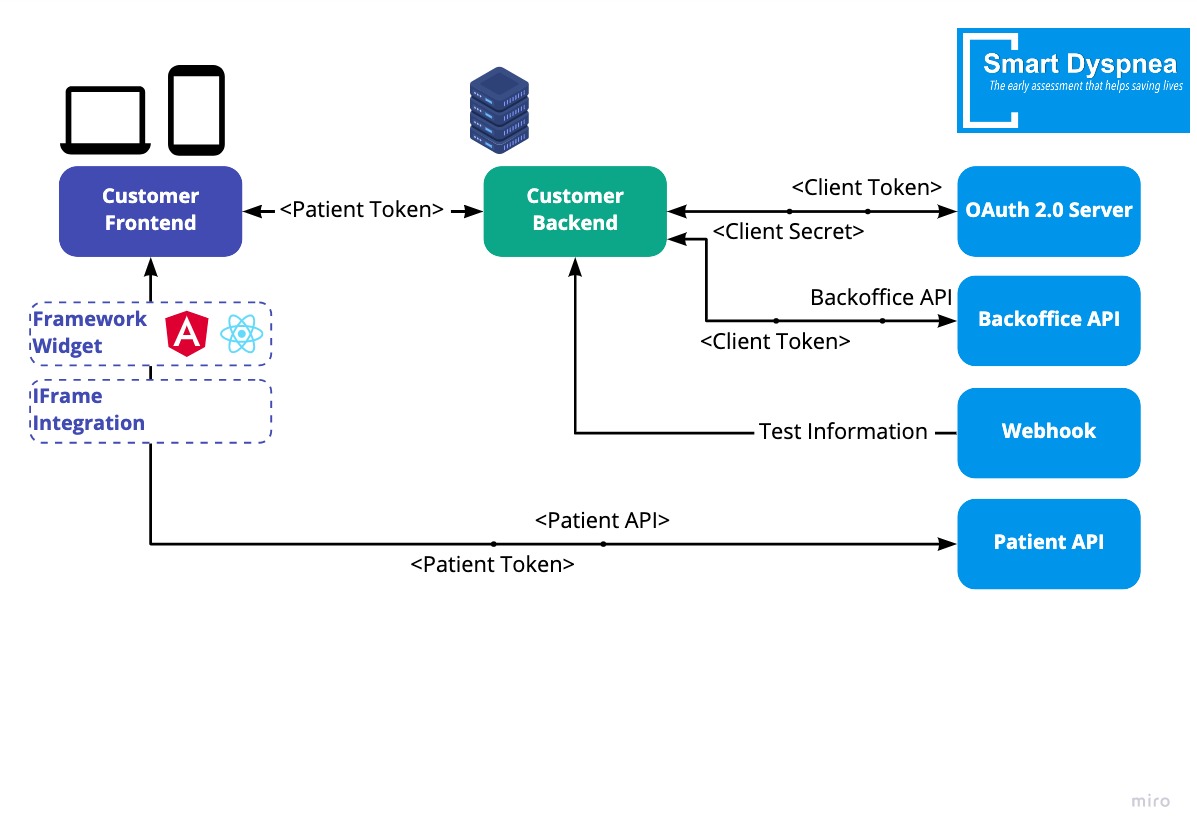 Smart Dyspnea
The early assessment that helps saving lives
Customer
Frontend
<Patient Token>
Customer
Backend
<Client Token>
<Client Secret>
OAuth 2.0 Server
Framework
Widget
IFrame
Integration
Backoffice API
<Client Token>
Backoffice API
Test Information
Webhook
<Patient API>
<Patient Token>
Patient API
miro